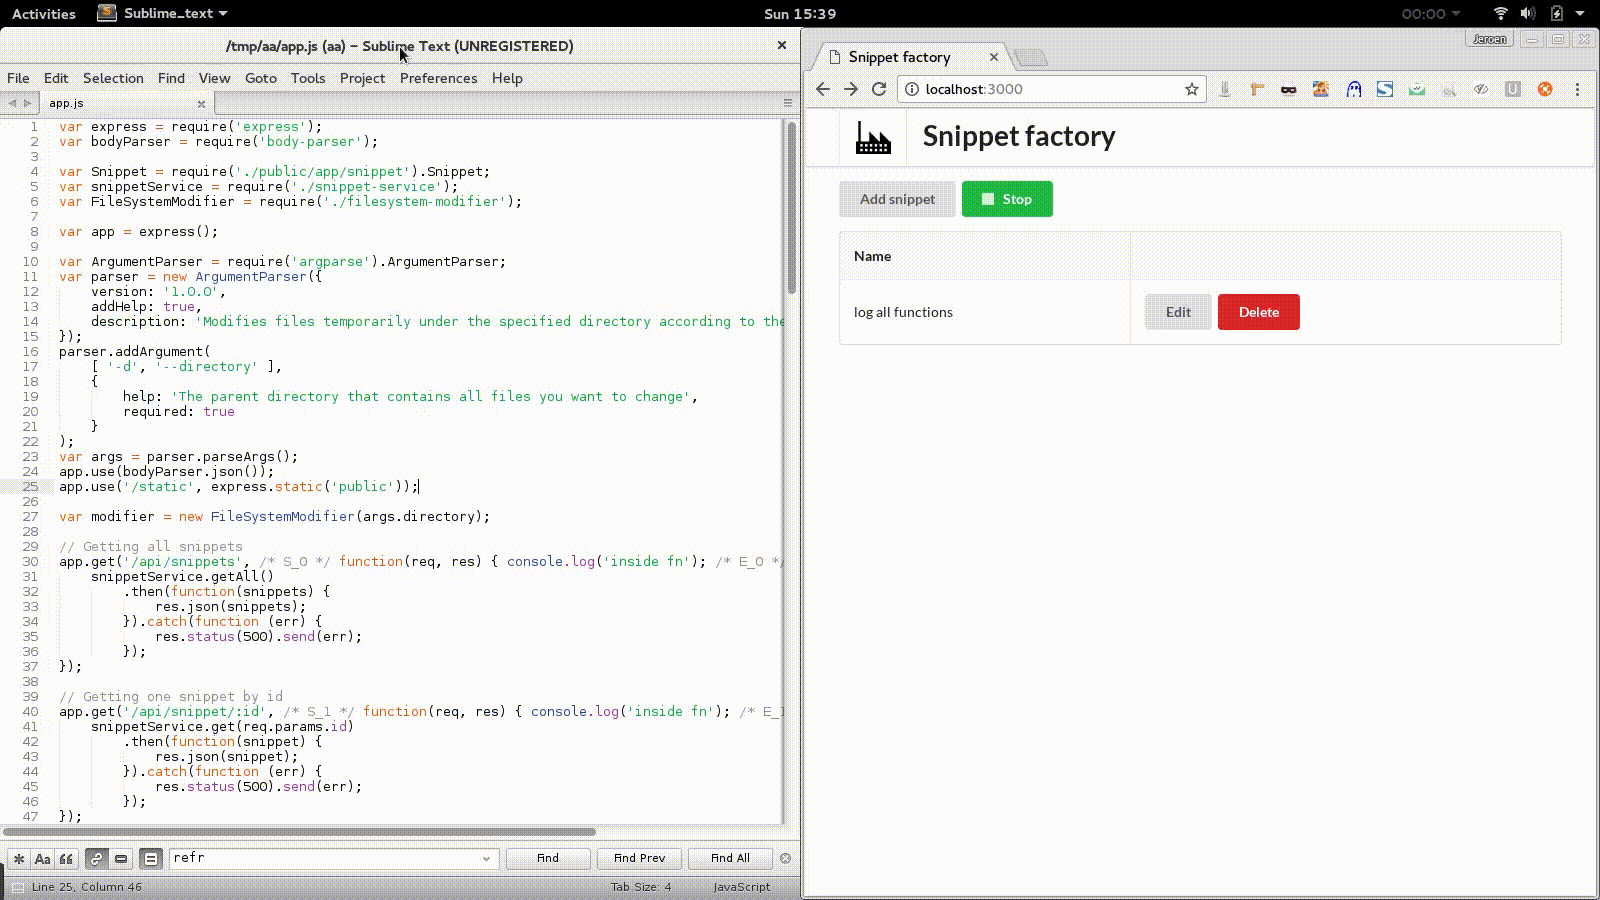 Activities
Sublime_text
Sun 15:39
00:00
/tmp/aa/app.js (aa) – Sublime Text (UNREGISTERED)
File Edit Selection Find View Goto Tools Project Preferences Help
app.js
1 var express = require('express');
2 var bodyParser = require('body-parser');
3
4 var Snippet = require('./public/app/snippet').Snippet;
5 var snippetService = require('./snippet-service');
6 var FileSystemModifier = require('./filesystem-modifier');
7
8 var app = express();
9
10 var ArgumentParser = require('argparse').ArgumentParser;
11 var parser = new ArgumentParser({
12 version: '1.0.0',
13 addHelp: true,
14 description: 'Modifies files temporarily under the specified directory according to the
15 });
16 parser.addArgument(
17 [ '-d', '--directory' ],
18 {
19 help: 'The parent directory that contains all files you want to change',
20 required: true
21 }
22 );
23 var args = parser.parseArgs();
24 app.use(bodyParser.json());
25 app.use('/static', express.static('public'));
26
27 var modifier = new FileSystemModifier(args.directory);
28
29 // Getting all snippets
30 app.get('/api/snippets', /* S_0 */ function(req, res) { console.log('inside fn'); /* E_0 */
31 snippetService.getAll()
32 .then(function(snippets) {
33 res.json(snippets);
34 }).catch(function (err) {
35 res.status(500).send(err);
36 });
37 });
38
39 // Getting one snippet by id
40 app.get('/api/snippet/:id', /* S_1 */ function(req, res) { console.log('inside fn'); /* E_1
41 snippetService.get(req.params.id)
42 .then(function(snippet) {
43 res.json(snippet);
44 }).catch(function (err) {
45 res.status(500).send(err);
46 });
47 });
Aa refr Find Find Prev Find All
Line 25, Column 46 Tab Size: 4 JavaScript
Jeroen
Snippet factory
localhost:3000
Snippet factory
Add snippet Stop
Name
log all functions Edit Delete